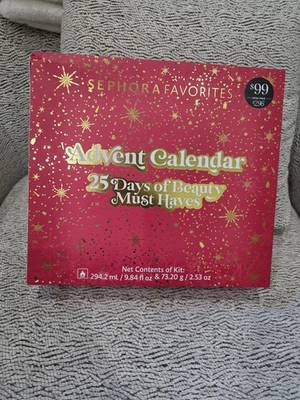 SEPHORA FAVORITES
$99
$296
Advent Calendar
25 Days of Beauty
Must Haves
Net Contents of Kit:
294.2 mL / 9.84 fl oz & 73.20 g / 2.53 oz